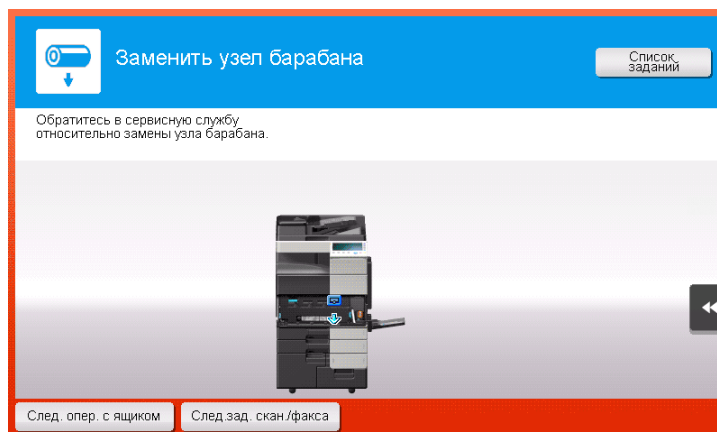 Заменить узел барабана
Список
заданий
Обратитесь в сервисную службу
относительно замены узла барабана.
След. опер. с ящиком
След.зад. скан./факса